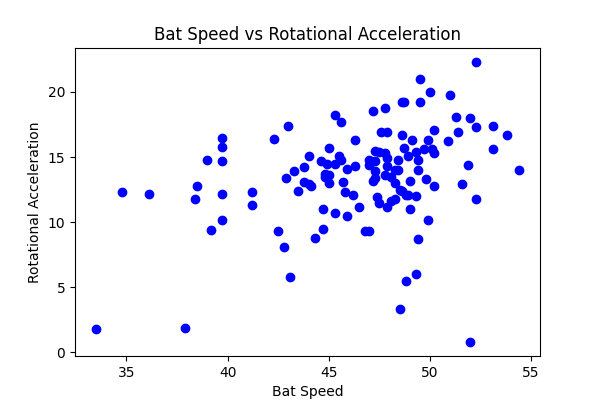 Bat Speed vs Rotational Acceleration
Rotational Acceleration
20
15
10
5
0
35 40 45 50 55
Bat Speed